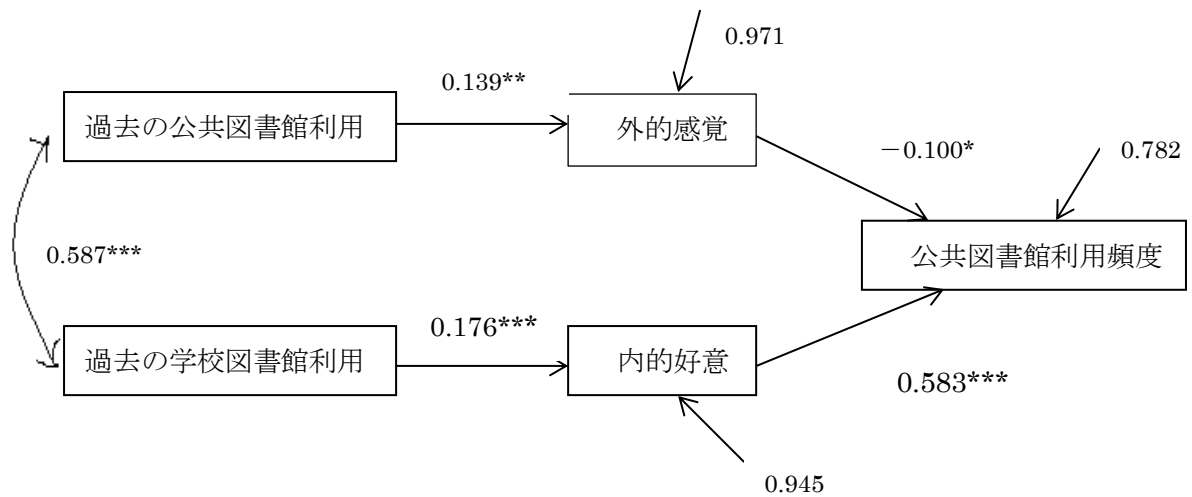 0.971
0.139**
過去の公共図書館利用
外的感覚
－0.100*
0.782
0.587***
公共図書館利用頻度
0.176***
過去の学校図書館利用
内的好意
0.583***
0.945